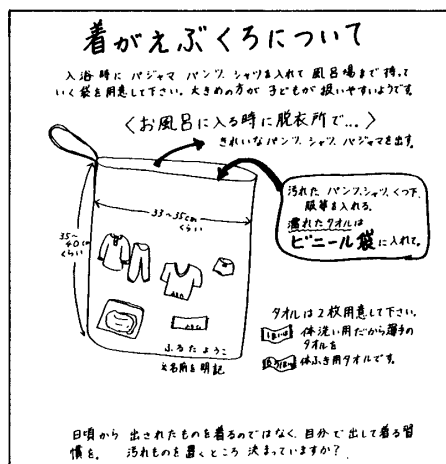 着がえぶくろについて
入浴時に パジャマ パンツ、シャツを入れて 風呂場まで持って
いく袋を用意して下さい。大きめの方が 子どもが 扱いやすいようです。
〈お風呂に入る時に脱衣所で…〉
きれいなパンツ、シャツ、パジャマを出す。
汚れた パンツ、シャツ、くつ下、
服等を入れる。
濡れたタオルは
ビニール袋に入れて。
33〜35cm
くらい
35〜
40cm
くらい
ふるた ようこ
と名前を明記
タオルは2枚用意して下さい。
体洗い用だから薄手の
タオルを
体ふき用タオルです。
日頃から 出されたものを着るのではなく、自分で出して着る習
慣を。 汚れものを置くところ 決まっていますか?